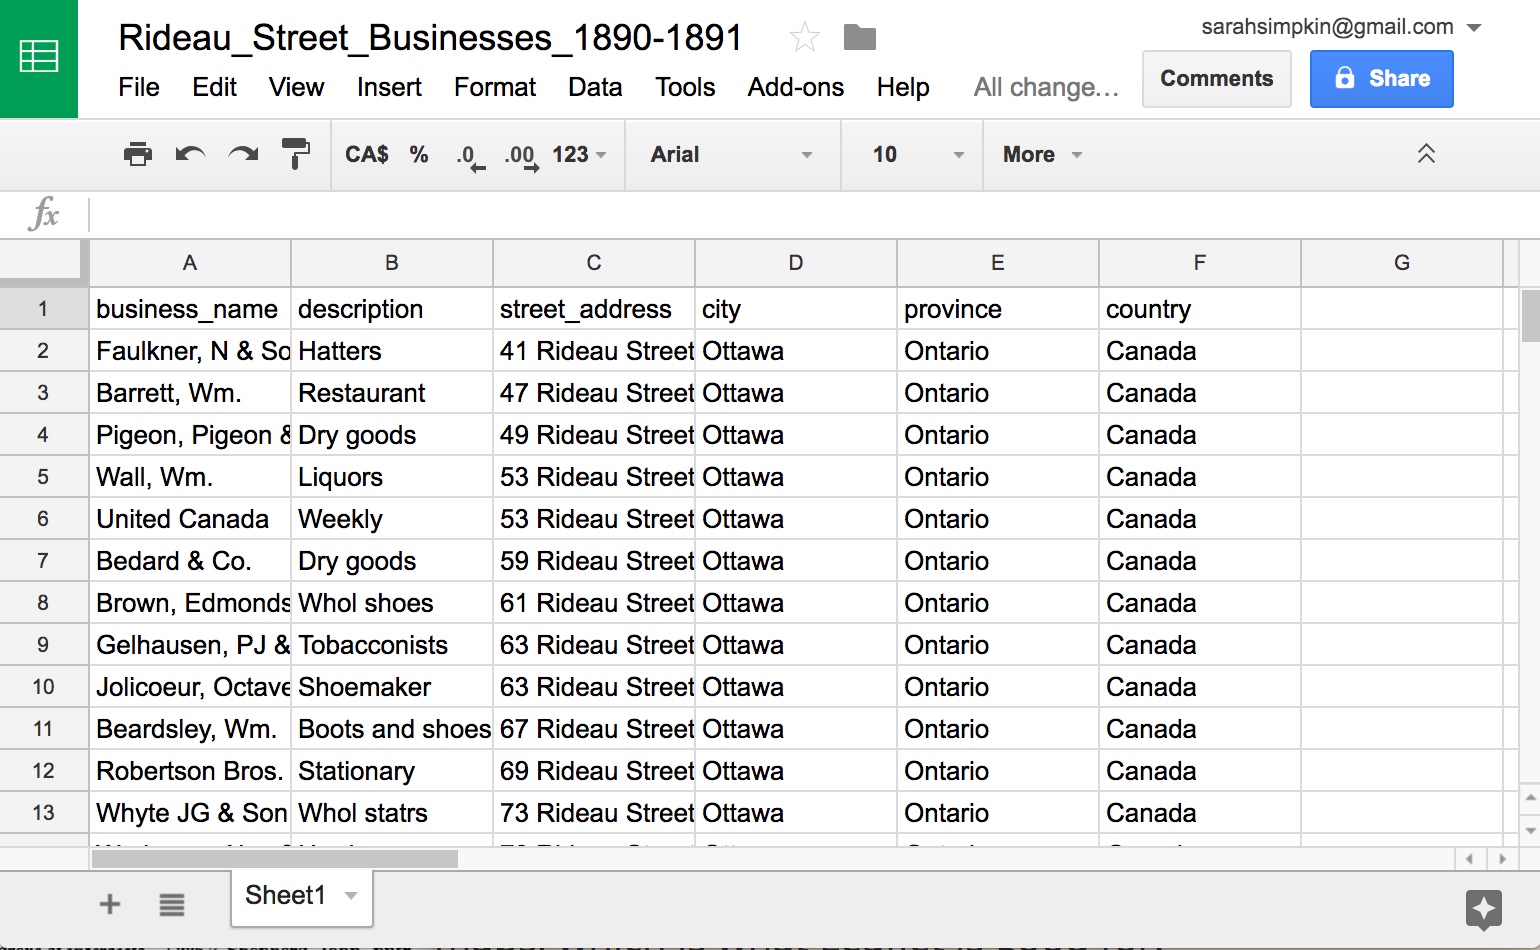 Rideau_Street_Businesses_1890-1891
sarahsimpkin@gmail.com
File Edit View Insert Format Data Tools Add-ons Help All change...
Comments
Share
CA$ % .0 .00 123 Arial 10 More
fx
A B C D E F G
1 business_name description street_address city province country
2 Faulkner, N & So Hatters 41 Rideau Street Ottawa Ontario Canada
3 Barrett, Wm. Restaurant 47 Rideau Street Ottawa Ontario Canada
4 Pigeon, Pigeon & Dry goods 49 Rideau Street Ottawa Ontario Canada
5 Wall, Wm. Liquors 53 Rideau Street Ottawa Ontario Canada
6 United Canada Weekly 53 Rideau Street Ottawa Ontario Canada
7 Bedard & Co. Dry goods 59 Rideau Street Ottawa Ontario Canada
8 Brown, Edmonds Whol shoes 61 Rideau Street Ottawa Ontario Canada
9 Gelhausen, PJ & Tobacconists 63 Rideau Street Ottawa Ontario Canada
10 Jolicoeur, Octave Shoemaker 63 Rideau Street Ottawa Ontario Canada
11 Beardsley, Wm. Boots and shoes 67 Rideau Street Ottawa Ontario Canada
12 Robertson Bros. Stationary 69 Rideau Street Ottawa Ontario Canada
13 Whyte JG & Son Whol statrs 73 Rideau Street Ottawa Ontario Canada
Sheet1